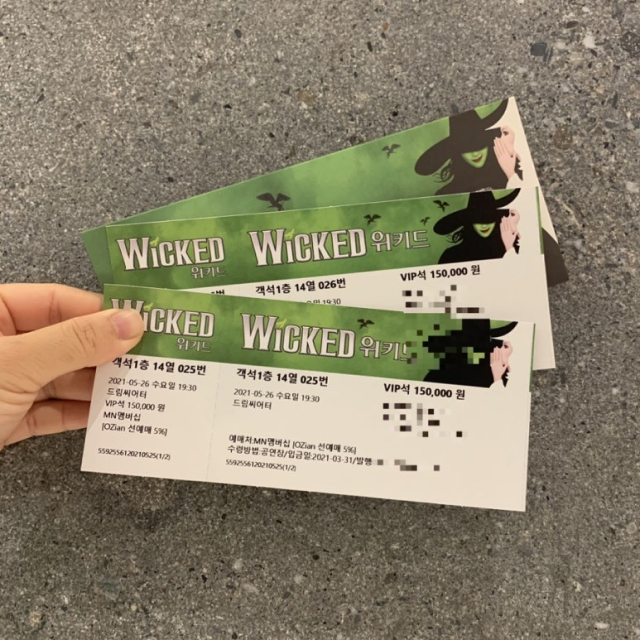 WICKED
위키드
WICKED 위키드
객석1층 14열 026번
VIP석 150,000 원
19:30
WICKED
위키드
WICKED
객석1층 14열 025번
2021-05-26 수요일 19:30
드림씨어터
VIP석 150,000 원
MN멤버십
[OZian 선예매 5%]
5592556120210525(1/2)
객석1층 14열 025번
VIP석 150,000 원
2021-05-26 수요일 19:30
드림씨어터
예매처:MN멤버십 [OZian 선예매 5%]
수령방법:공연장/입금일:2021-03-31/발행
5592556120210525(1/2)